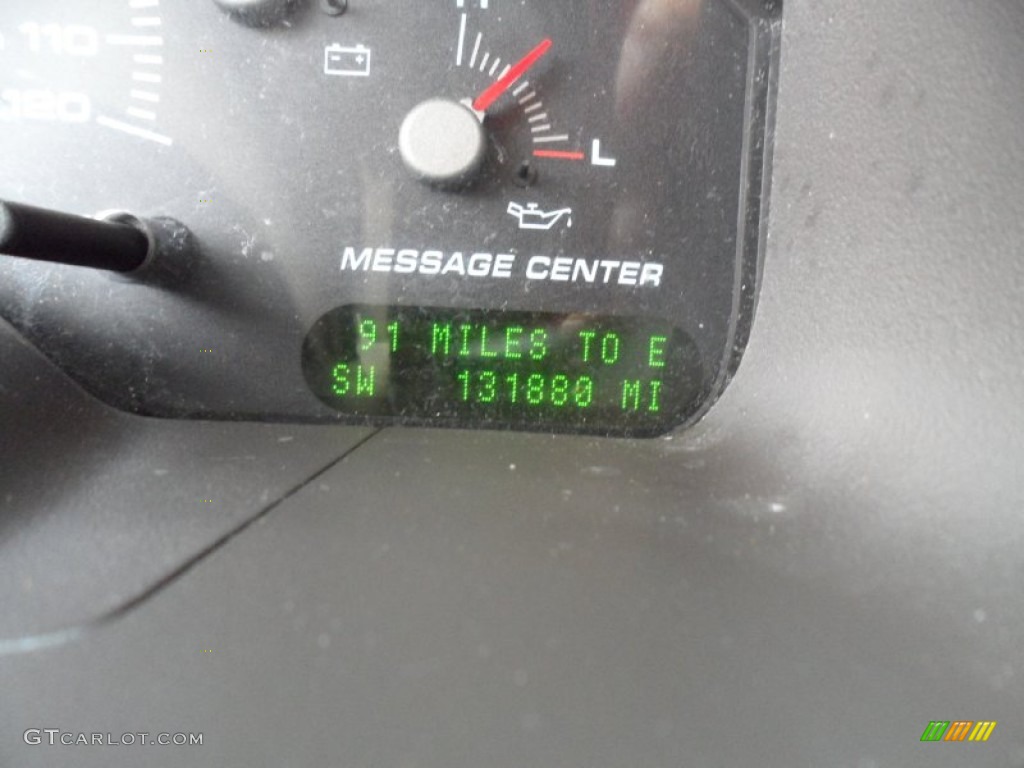 110
120
L
MESSAGE CENTER
91 MILES TO E
SW 131880 MI
GTCARLOT.COM